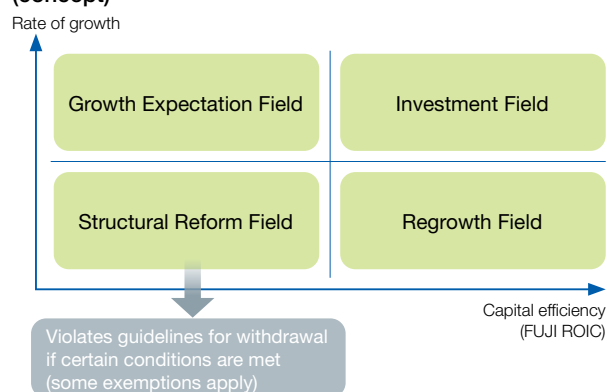 (concept)
Rate of growth
Growth Expectation Field
Investment Field
Structural Reform Field
Regrowth Field
Capital efficiency
(FUJI ROIC)
Violates guidelines for withdrawal
if certain conditions are met
(some exemptions apply)